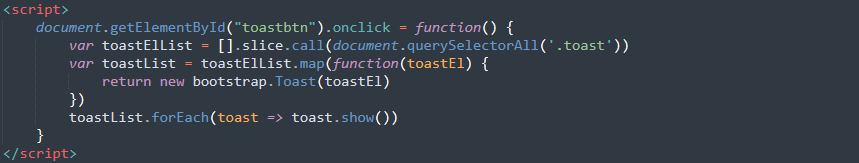 <script>
    document.getElementById("toastbtn").onclick = function() {
        var toastElList = [].slice.call(document.querySelectorAll('.toast'))
        var toastList = toastElList.map(function(toastEl) {
            return new bootstrap.Toast(toastEl)
        })
        toastList.forEach(toast => toast.show())
    }
</script>